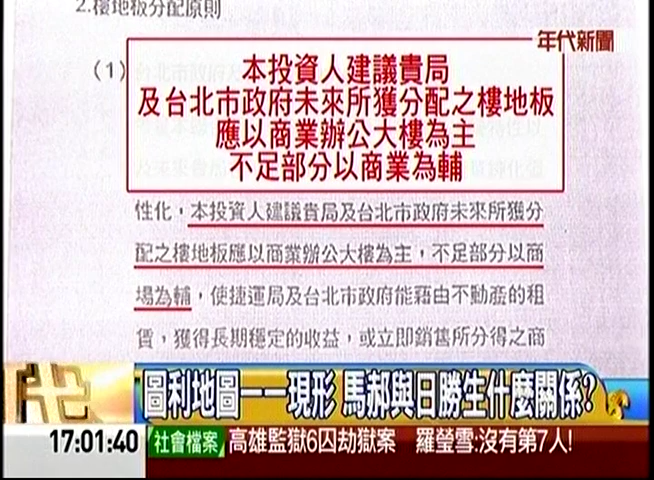 2.樓地板分配原則
年代新聞
(1)
本投資人建議貴局
及台北市政府未來所獲分配之樓地板
應以商業辦公大樓為主
不足部分以商業為輔
性化，本投資人建議貴局及台北市政府未來所獲分
配之樓地板應以商業辦公大樓為主，不足部分以商
場為輔，使捷運局及台北市政府能藉由不動產的租
賃，獲得長期穩定的收益，或立即銷售所分得之商
圖利地圖一一現形 馬郝與日勝生什麼關係?
17:01:40 社會檔案 高雄監獄6囚劫獄案 羅瑩雪:沒有第7人!